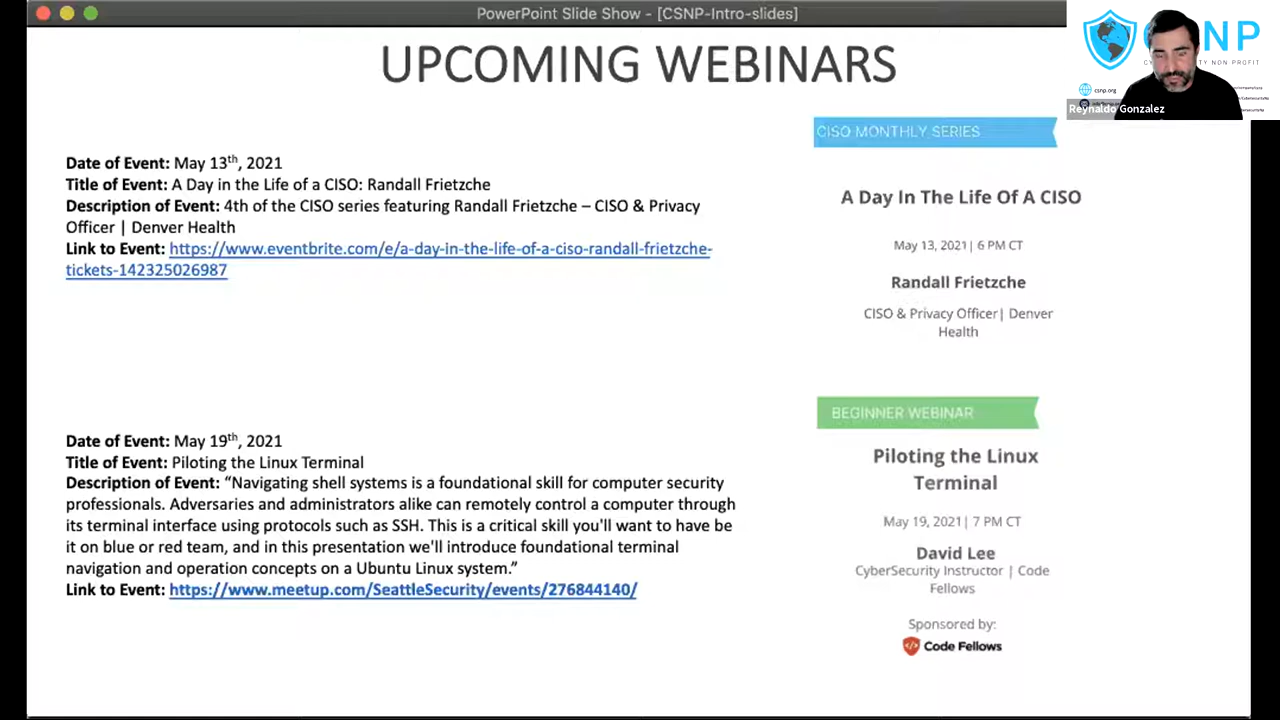 PowerPoint Slide Show - [CSNP-Intro-slides]
UPCOMING WEBINARS
NP
NON PROFIT
csnp.org
Reynaldo Gonzalez
Date of Event: May 13th, 2021
Title of Event: A Day in the Life of a CISO: Randall Frietzche
Description of Event: 4th of the CISO series featuring Randall Frietzche – CISO & Privacy
Officer | Denver Health
Link to Event: https://www.eventbrite.com/e/a-day-in-the-life-of-a-ciso-randall-frietzche-
tickets-142325026987
CISO MONTHLY SERIES
A Day In The Life Of A CISO
May 13, 2021| 6 PM CT
Randall Frietzche
CISO & Privacy Officer| Denver
Health
Date of Event: May 19th, 2021
Title of Event: Piloting the Linux Terminal
Description of Event: “Navigating shell systems is a foundational skill for computer security
professionals. Adversaries and administrators alike can remotely control a computer through
its terminal interface using protocols such as SSH. This is a critical skill you'll want to have be
it on blue or red team, and in this presentation we'll introduce foundational terminal
navigation and operation concepts on a Ubuntu Linux system.”
Link to Event: https://www.meetup.com/SeattleSecurity/events/276844140/
BEGINNER WEBINAR
Piloting the Linux
Terminal
May 19, 2021| 7 PM CT
David Lee
CyberSecurity Instructor | Code
Fellows
Sponsored by:
Code Fellows